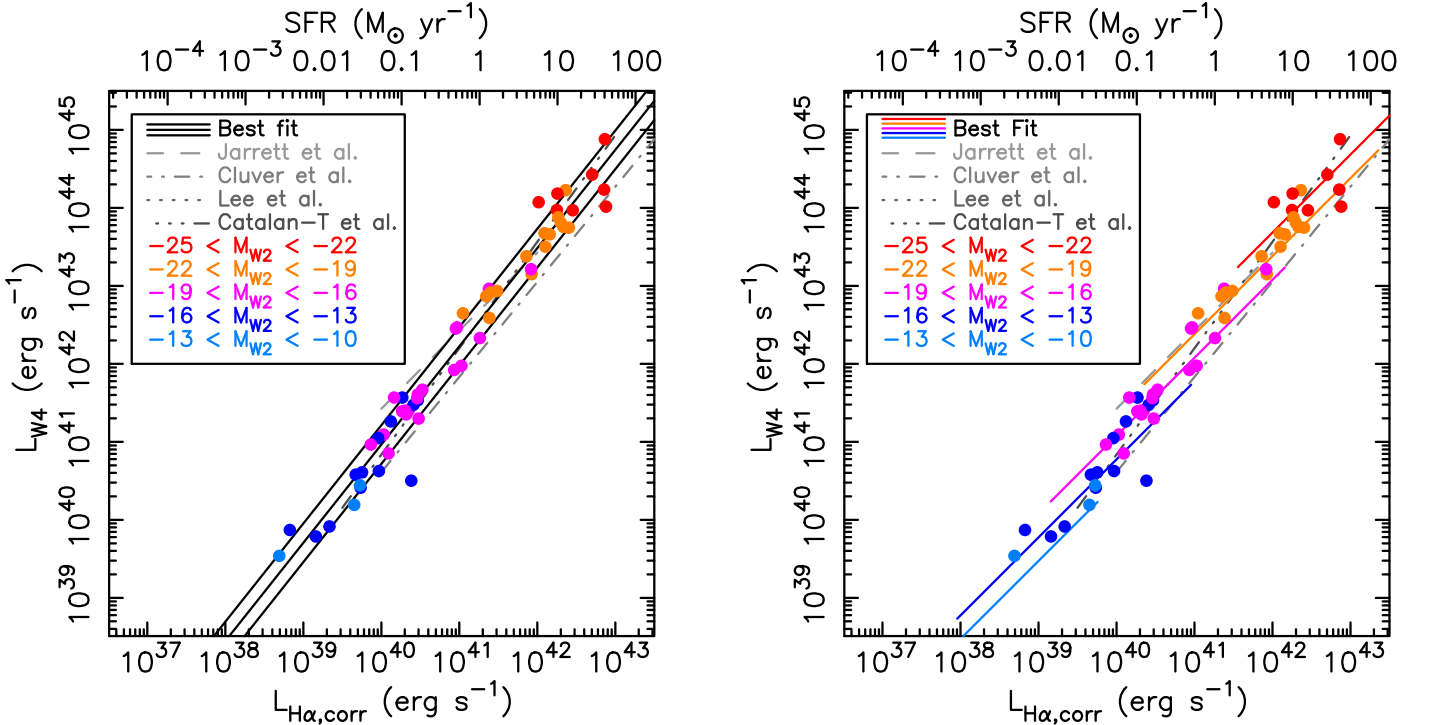 SFR (M⊙ yr⁻¹)
10⁻⁴ 10⁻³ 0.01 0.1 1 10 100
10⁴⁵
10⁴⁴
10⁴³
10⁴²
10⁴¹
10⁴⁰
10³⁹
L_W4 (erg s⁻¹)
Best fit
Jarrett et al.
Cluver et al.
Lee et al.
Catalan-T et al.
−25 < M_W2 < −22
−22 < M_W2 < −19
−19 < M_W2 < −16
−16 < M_W2 < −13
−13 < M_W2 < −10
10³⁷ 10³⁸ 10³⁹ 10⁴⁰ 10⁴¹ 10⁴² 10⁴³
L_Hα,corr (erg s⁻¹)
SFR (M⊙ yr⁻¹)
10⁻⁴ 10⁻³ 0.01 0.1 1 10 100
10⁴⁵
10⁴⁴
10⁴³
10⁴²
10⁴¹
10⁴⁰
10³⁹
L_W4 (erg s⁻¹)
Best Fit
Jarrett et al.
Cluver et al.
Lee et al.
Catalan-T et al.
−25 < M_W2 < −22
−22 < M_W2 < −19
−19 < M_W2 < −16
−16 < M_W2 < −13
−13 < M_W2 < −10
10³⁷ 10³⁸ 10³⁹ 10⁴⁰ 10⁴¹ 10⁴² 10⁴³
L_Hα,corr (erg s⁻¹)